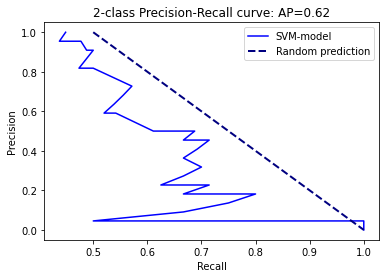 2-class Precision-Recall curve: AP=0.62
SVM-model
Random prediction
Precision
1.0
0.8
0.6
0.4
0.2
0.0
0.5 0.6 0.7 0.8 0.9 1.0
Recall